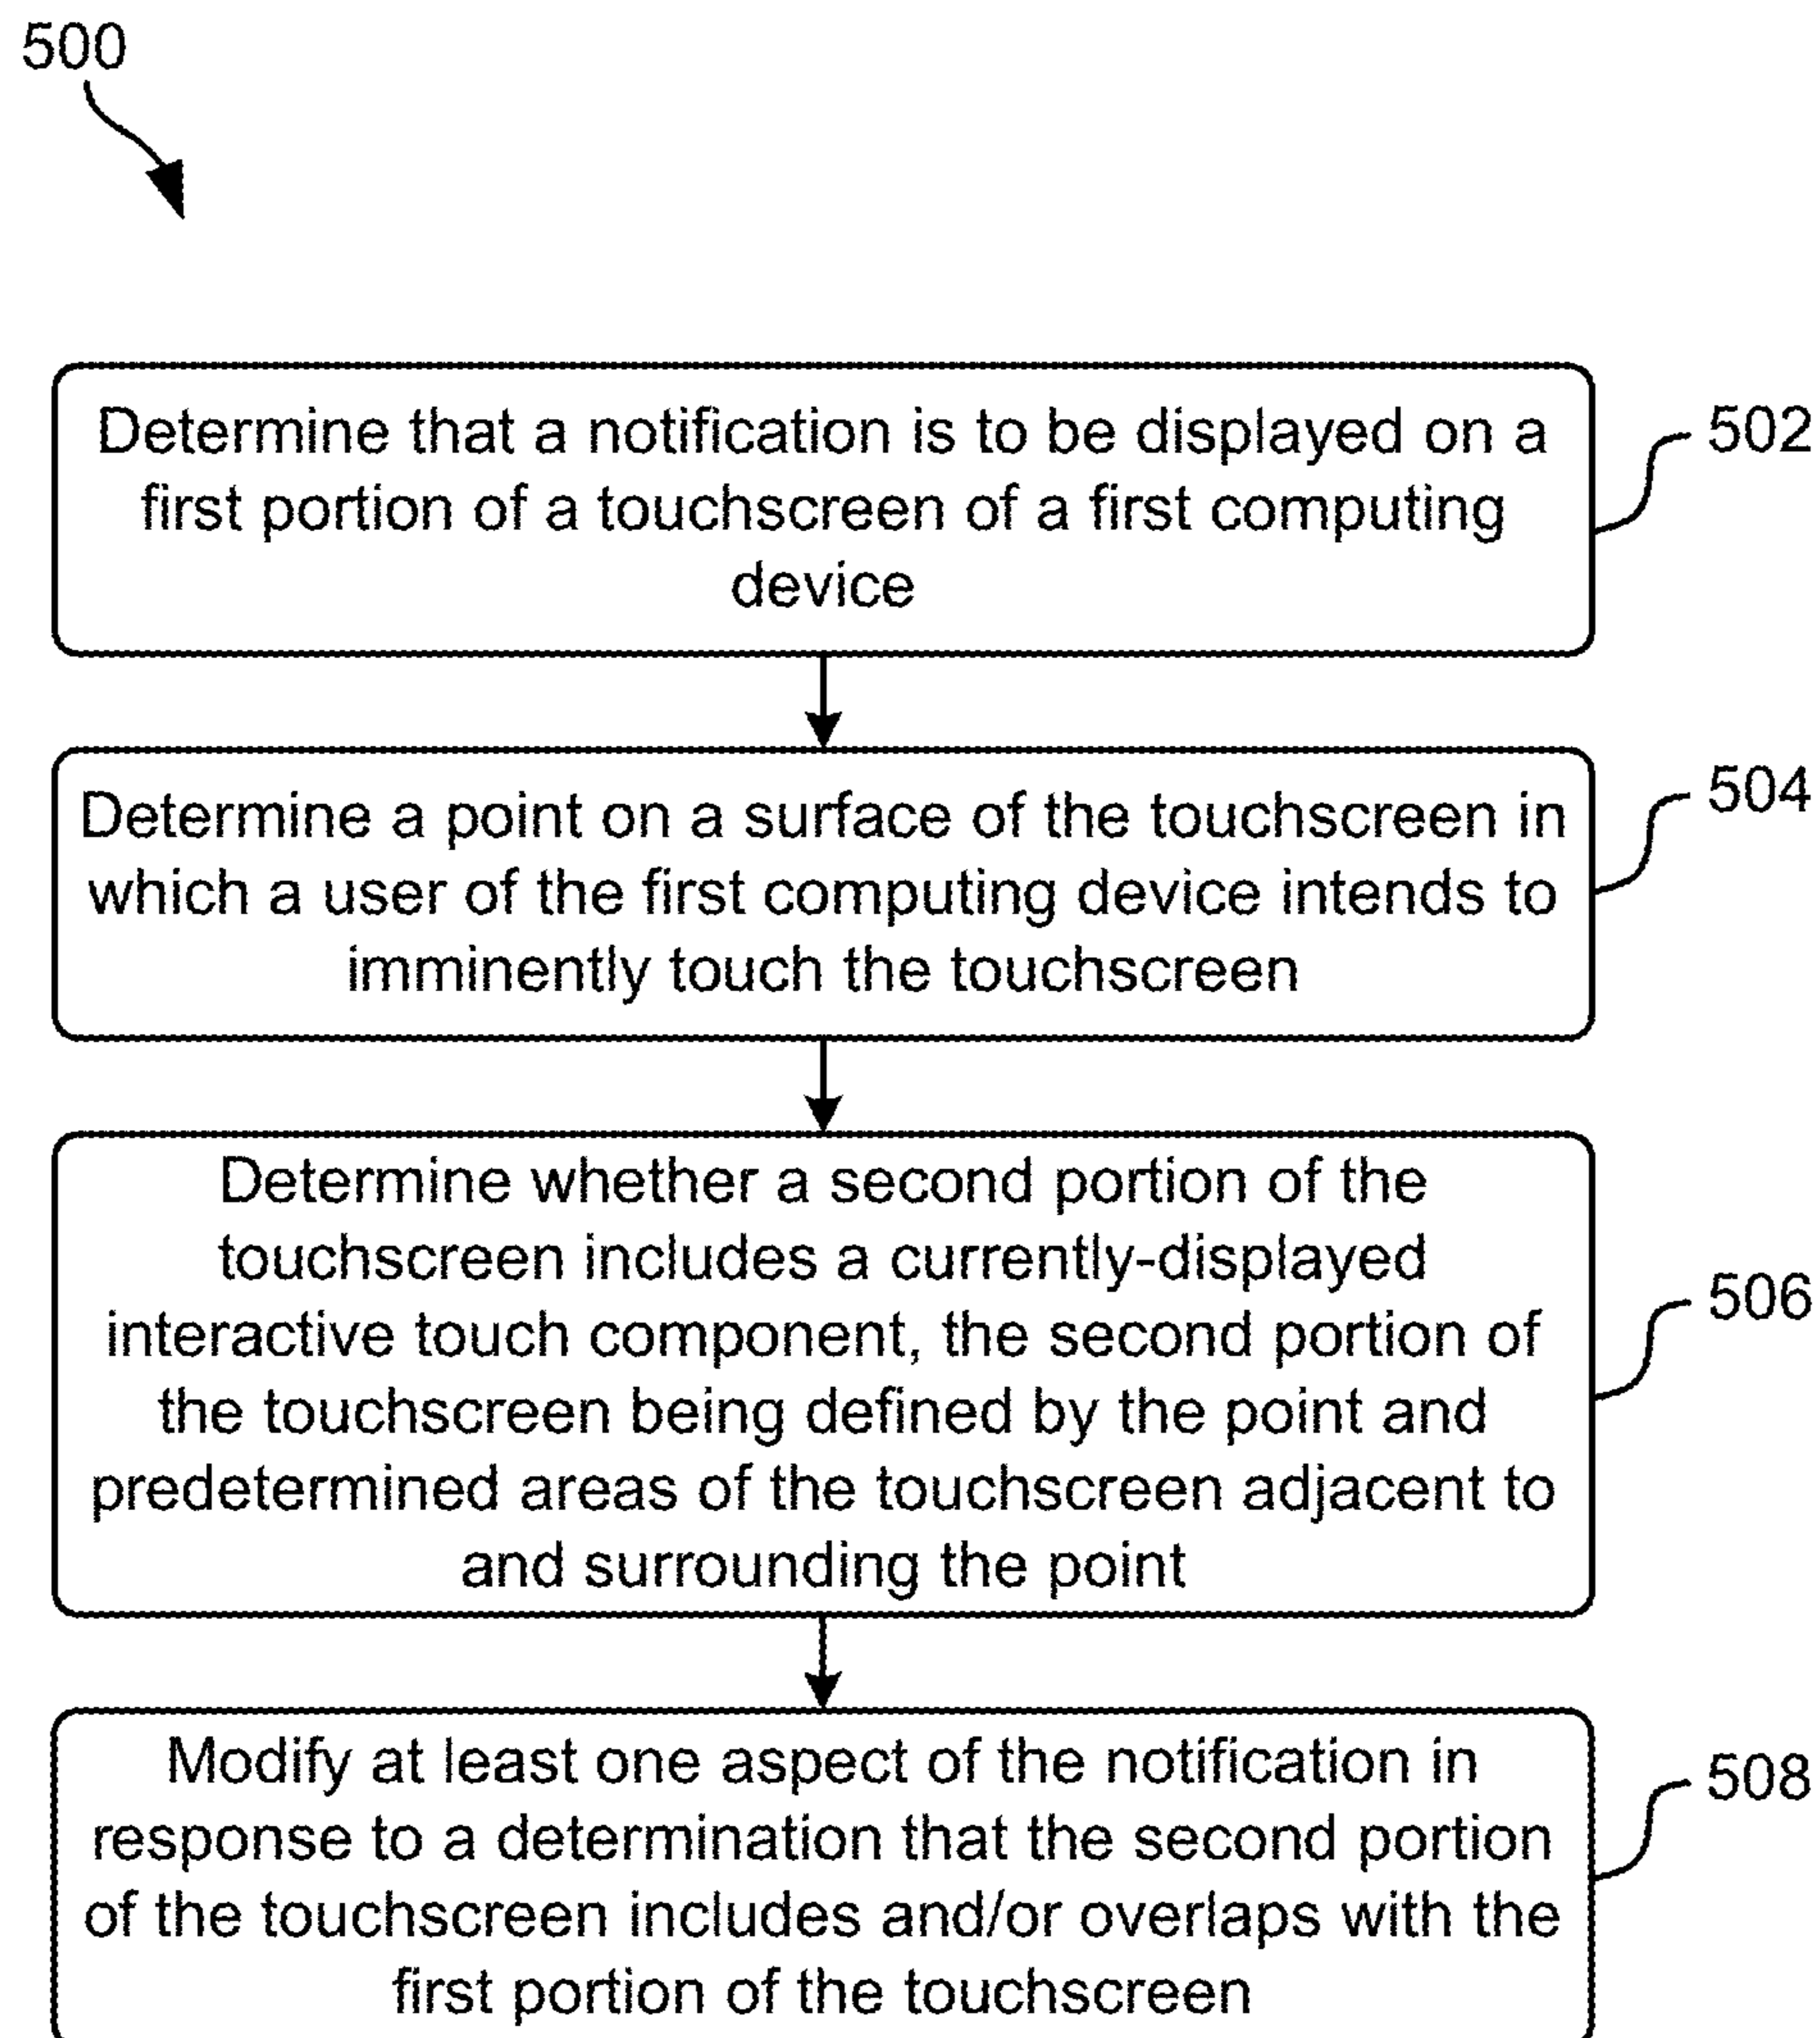 500
Determine that a notification is to be displayed on a
first portion of a touchscreen of a first computing
device
502
Determine a point on a surface of the touchscreen in
which a user of the first computing device intends to
imminently touch the touchscreen
504
Determine whether a second portion of the
touchscreen includes a currently-displayed
interactive touch component, the second portion of
the touchscreen being defined by the point and
predetermined areas of the touchscreen adjacent to
and surrounding the point
506
Modify at least one aspect of the notification in
response to a determination that the second portion
of the touchscreen includes and/or overlaps with the
first portion of the touchscreen
508